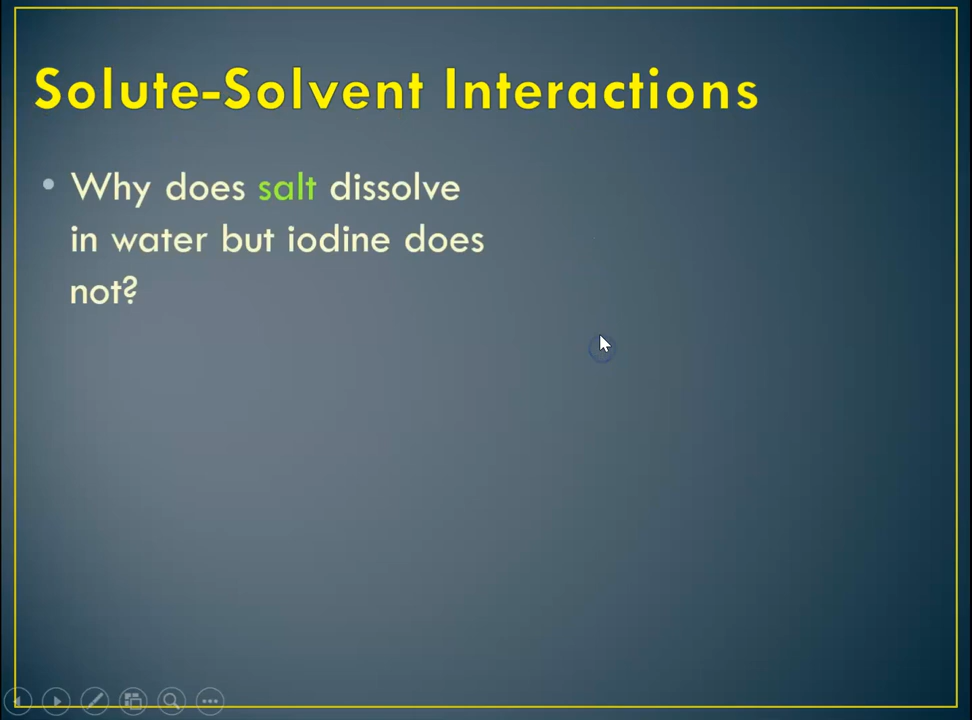 Solute-Solvent Interactions
• Why does salt dissolve
in water but iodine does
not?